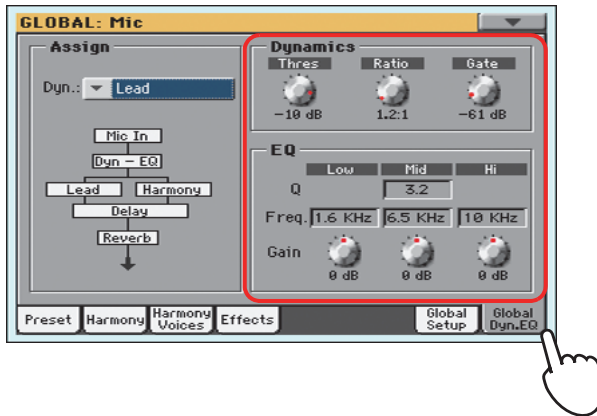 GLOBAL: Mic
Assign
Dyn.: Lead
Mic In
Dyn – EQ
Lead Harmony
Delay
Reverb
Dynamics
Thres Ratio Gate
-10 dB 1.2:1 -61 dB
EQ
Low Mid Hi
Q 3.2
Freq. 1.6 KHz 6.5 KHz 10 KHz
Gain
0 dB 0 dB 0 dB
Preset Harmony Harmony Voices Effects Global Setup Global Dyn.EQ